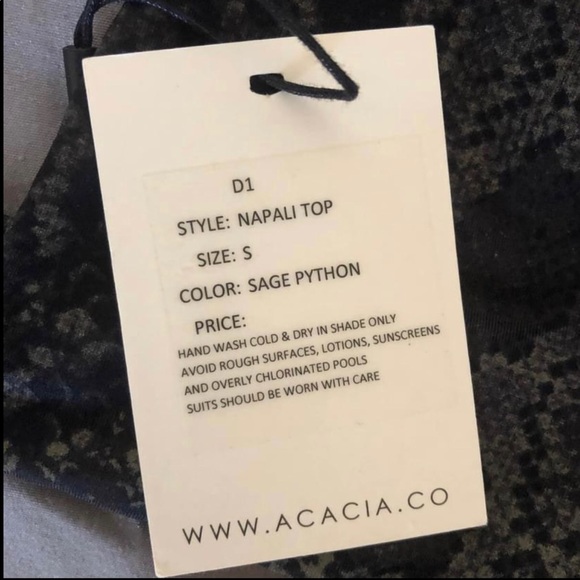 D1
STYLE: NAPALI TOP
SIZE: S
COLOR: SAGE PYTHON
PRICE:
HAND WASH COLD & DRY IN SHADE ONLY
AVOID ROUGH SURFACES, LOTIONS, SUNSCREENS
AND OVERLY CHLORINATED POOLS
SUITS SHOULD BE WORN WITH CARE
WWW.ACACIA.CO